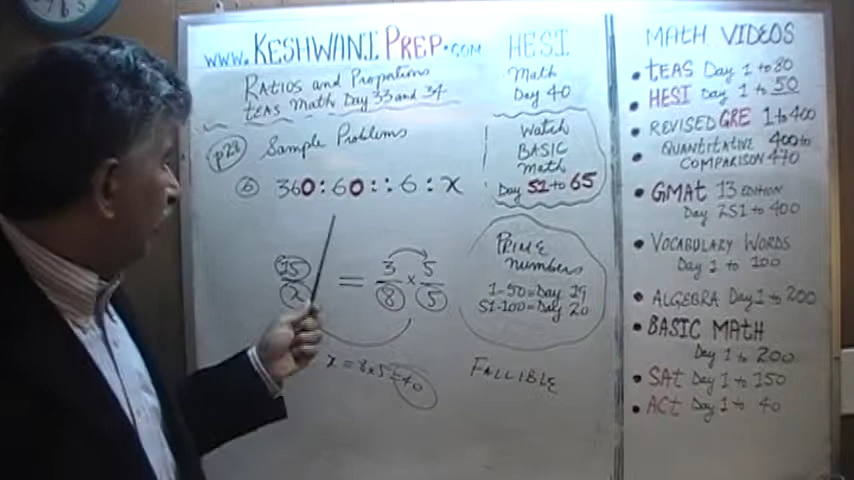 www.KESHWANIPREP.com
RATIOS and PROPATIONS
TEAS Math Day 33 and 34
p23 Sample Problems
6 360:60::6:x
15/x = 3/8 x 5/5
x = 8x5=40
HESI
Math
Day 40
Watch
BASIC
Math
Day 51 to 65
PRIME
numbers
1-50=Day 19
51-100=Day 20
FALLIBLE
MATH VIDEOS
• TEAS Day 1 to 80
• HESI Day 1 to 50
• REVISED GRE 1 to 400
• QUANTITATIVE 400 to
COMPARISON 470
• GMAT 13 EDITION
Day 251 to 400
• VOCABULARY WORDS
Day 1 to 100
• ALGEBRA Day 1 to 200
• BASIC MATH
Day 1 to 200
• SAT Day 1 to 150
• ACT Day 1 to 40